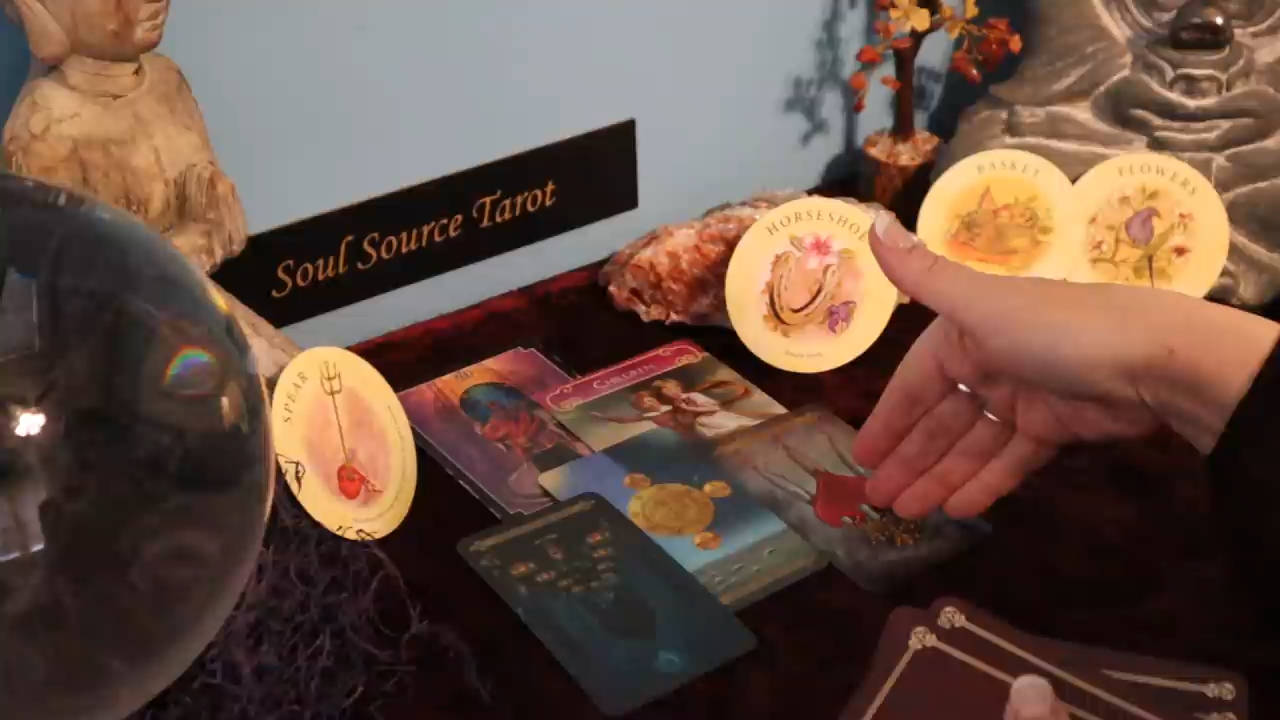 Soul Source Tarot
BASKET
FLOWERS
HORSESHOE
SPEAR
CHILDREN